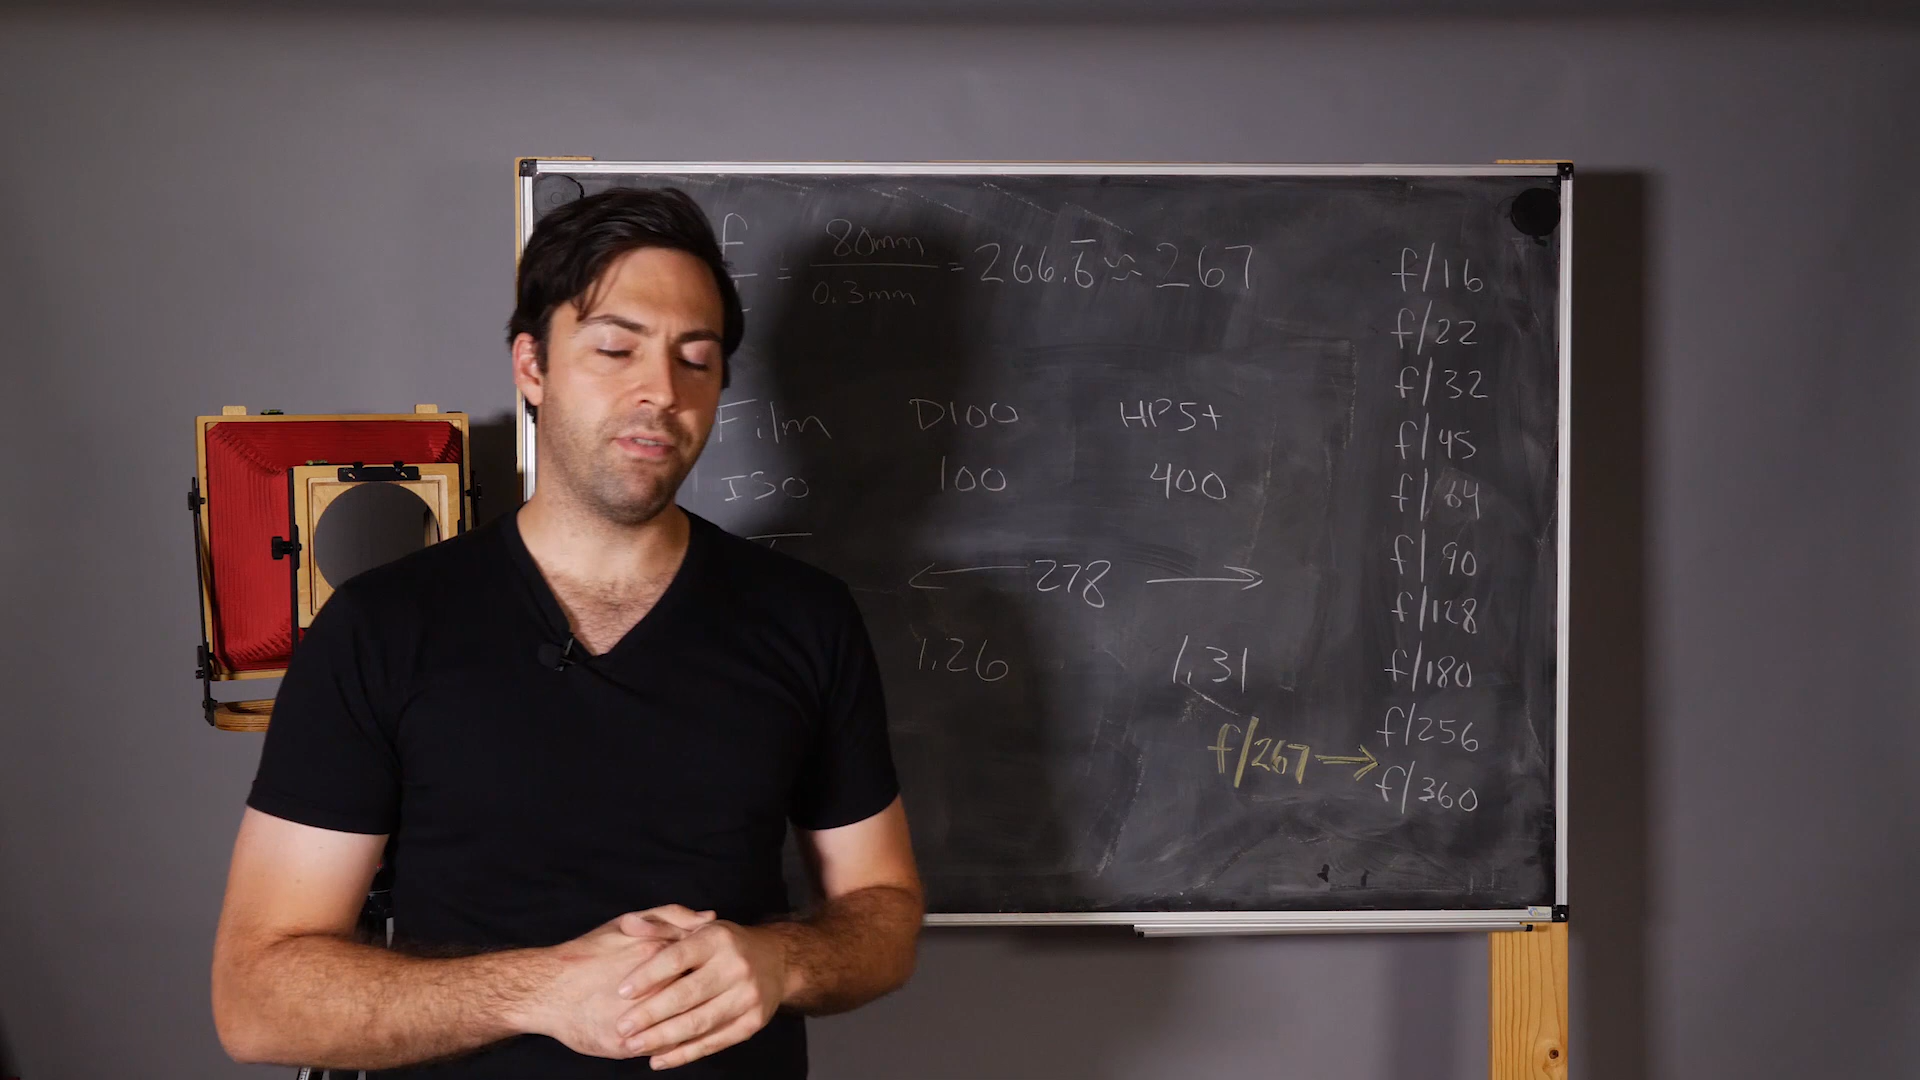 f = 80mm = 266.6̅ ≈ 267
0.3mm
Film D100 HP5+
ISO 100 400
← 278 →
1.26 1.31
f/267 →
f/16
f/22
f/32
f/45
f/64
f/90
f/128
f/180
f/256
f/360